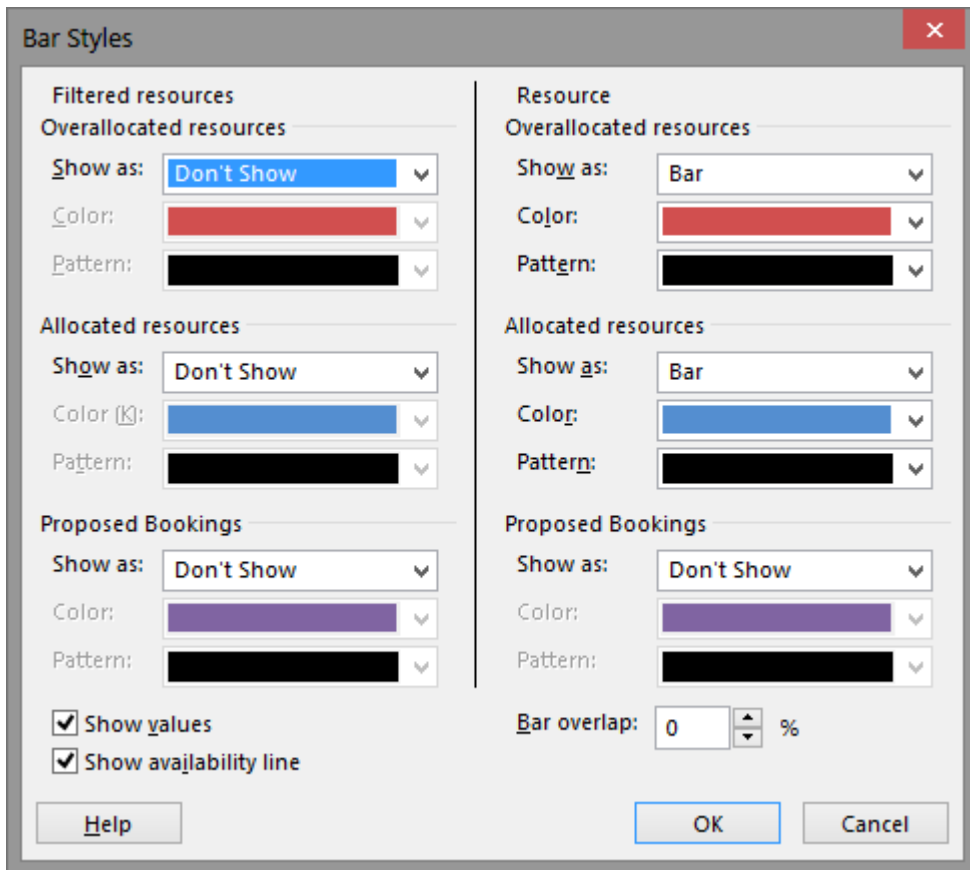 Bar Styles
Filtered resources
Overallocated resources
Show as: Don't Show
Color:
Pattern:
Allocated resources
Show as: Don't Show
Color (K):
Pattern:
Proposed Bookings
Show as: Don't Show
Color:
Pattern:
Show values
Show availability line
Resource
Overallocated resources
Show as: Bar
Color:
Pattern:
Allocated resources
Show as: Bar
Color:
Pattern:
Proposed Bookings
Show as: Don't Show
Color:
Pattern:
Bar overlap: 0 %
Help
OK
Cancel